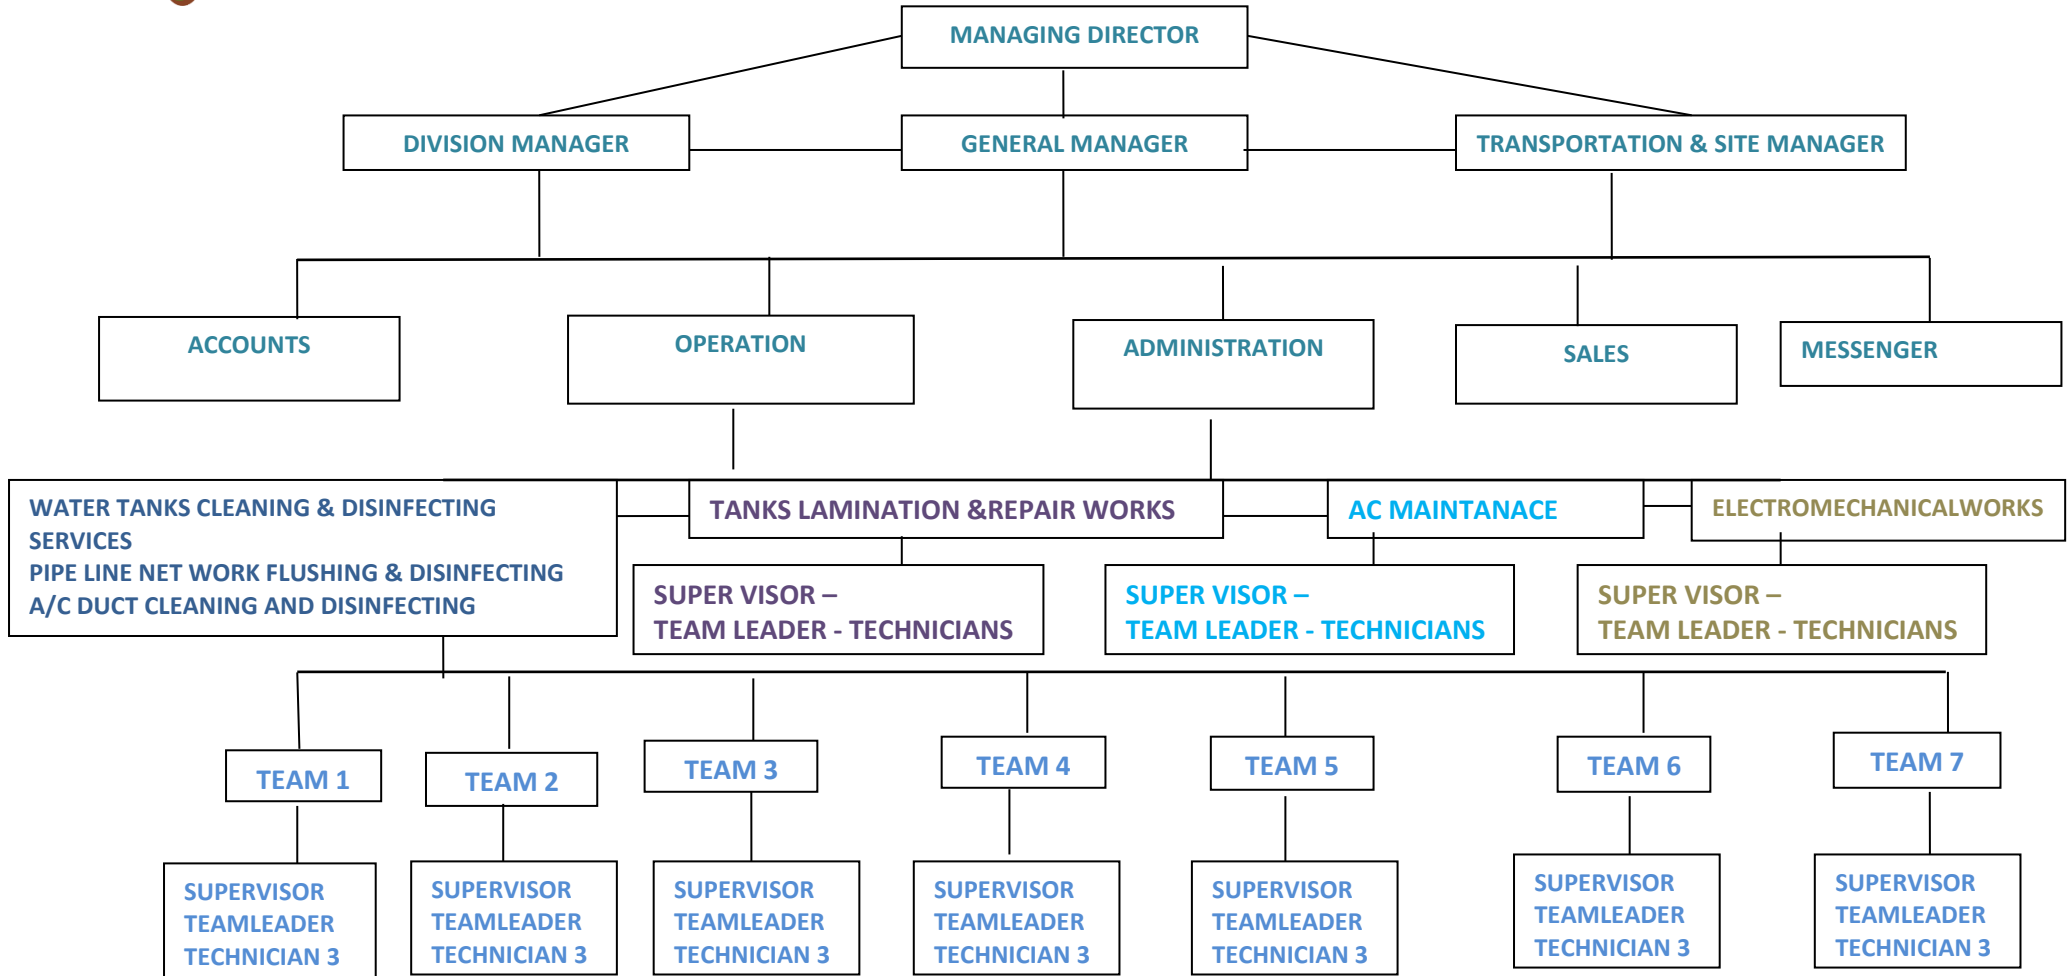 MANAGING DIRECTOR
DIVISION MANAGER
GENERAL MANAGER
TRANSPORTATION & SITE MANAGER
ACCOUNTS
OPERATION
ADMINISTRATION
SALES
MESSENGER
WATER TANKS CLEANING & DISINFECTING
SERVICES
PIPE LINE NET WORK FLUSHING & DISINFECTING
A/C DUCT CLEANING AND DISINFECTING
TANKS LAMINATION &REPAIR WORKS
AC MAINTANACE
ELECTROMECHANICALWORKS
SUPER VISOR –
TEAM LEADER - TECHNICIANS
SUPER VISOR –
TEAM LEADER - TECHNICIANS
SUPER VISOR –
TEAM LEADER - TECHNICIANS
TEAM 1
TEAM 2
TEAM 3
TEAM 4
TEAM 5
TEAM 6
TEAM 7
SUPERVISOR
TEAMLEADER
TECHNICIAN 3
SUPERVISOR
TEAMLEADER
TECHNICIAN 3
SUPERVISOR
TEAMLEADER
TECHNICIAN 3
SUPERVISOR
TEAMLEADER
TECHNICIAN 3
SUPERVISOR
TEAMLEADER
TECHNICIAN 3
SUPERVISOR
TEAMLEADER
TECHNICIAN 3
SUPERVISOR
TEAMLEADER
TECHNICIAN 3